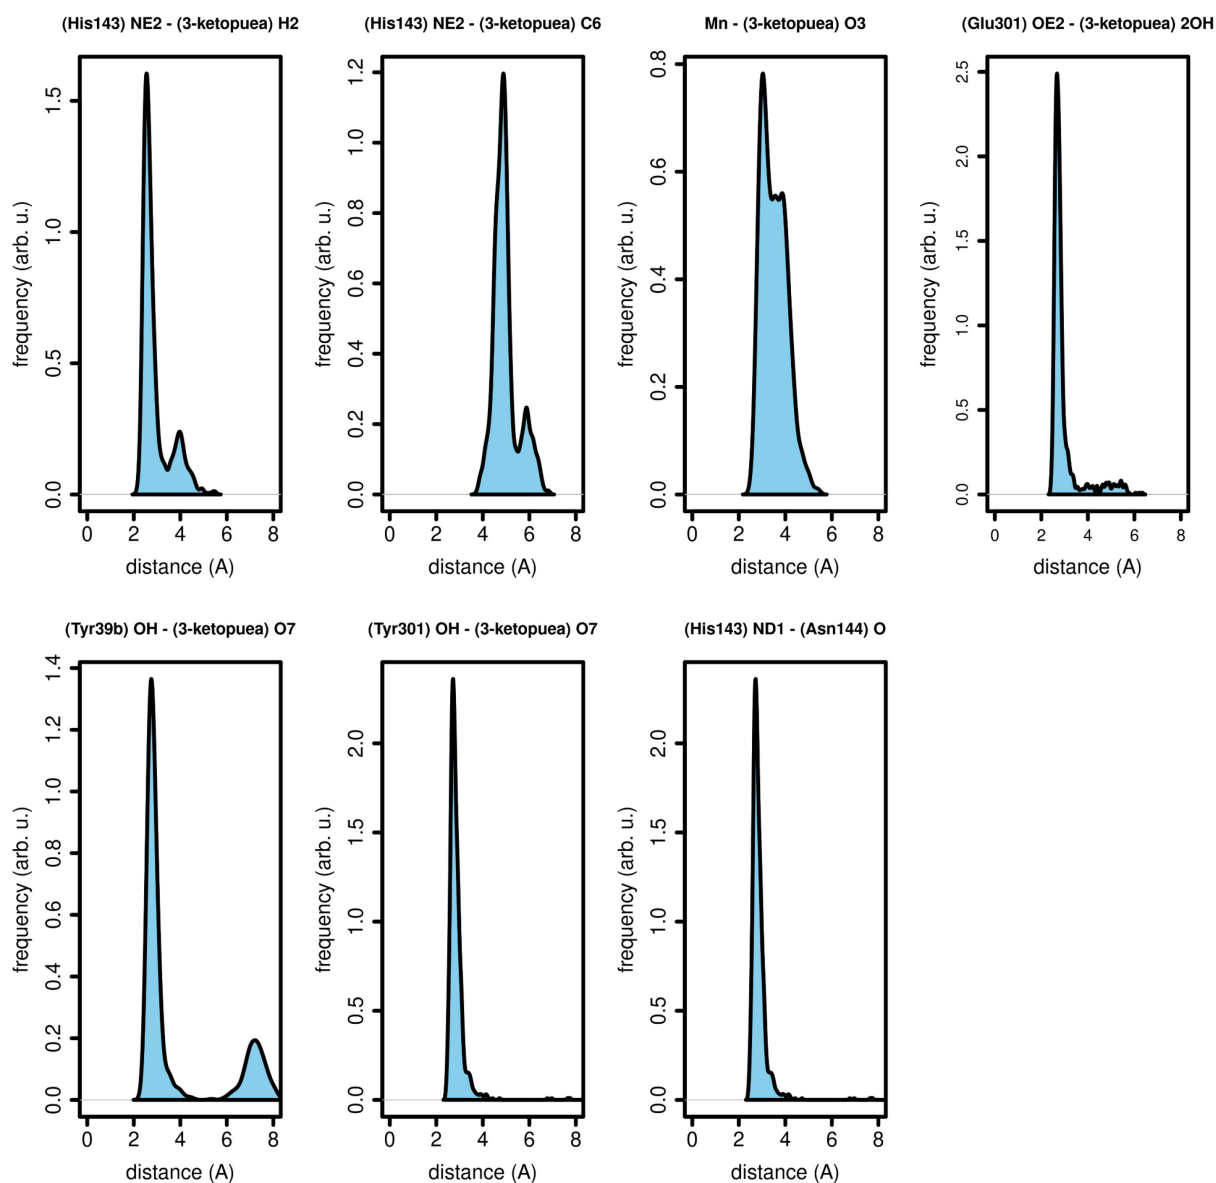 (His143) NE2 - (3-ketopuea) H2
(His143) NE2 - (3-ketopuea) C6
Mn - (3-ketopuea) O3
(Glu301) OE2 - (3-ketopuea) 2OH
frequency (arb. u.)
0.0 0.5 1.0 1.5
0 2 4 6 8
distance (A)
frequency (arb. u.)
0.0 0.2 0.4 0.6 0.8 1.0 1.2
0 2 4 6 8
distance (A)
frequency (arb. u.)
0.0 0.2 0.4 0.6 0.8
0 2 4 6 8
distance (A)
frequency (arb. u.)
0.0 0.5 1.0 1.5 2.0 2.5
0 2 4 6 8
distance (A)
(Tyr39b) OH - (3-ketopuea) O7
(Tyr301) OH - (3-ketopuea) O7
(His143) ND1 - (Asn144) O
frequency (arb. u.)
0.0 0.2 0.4 0.6 0.8 1.0 1.2 1.4
0 2 4 6 8
distance (A)
frequency (arb. u.)
0.0 0.5 1.0 1.5 2.0
0 2 4 6 8
distance (A)
frequency (arb. u.)
0.0 0.5 1.0 1.5 2.0
0 2 4 6 8
distance (A)